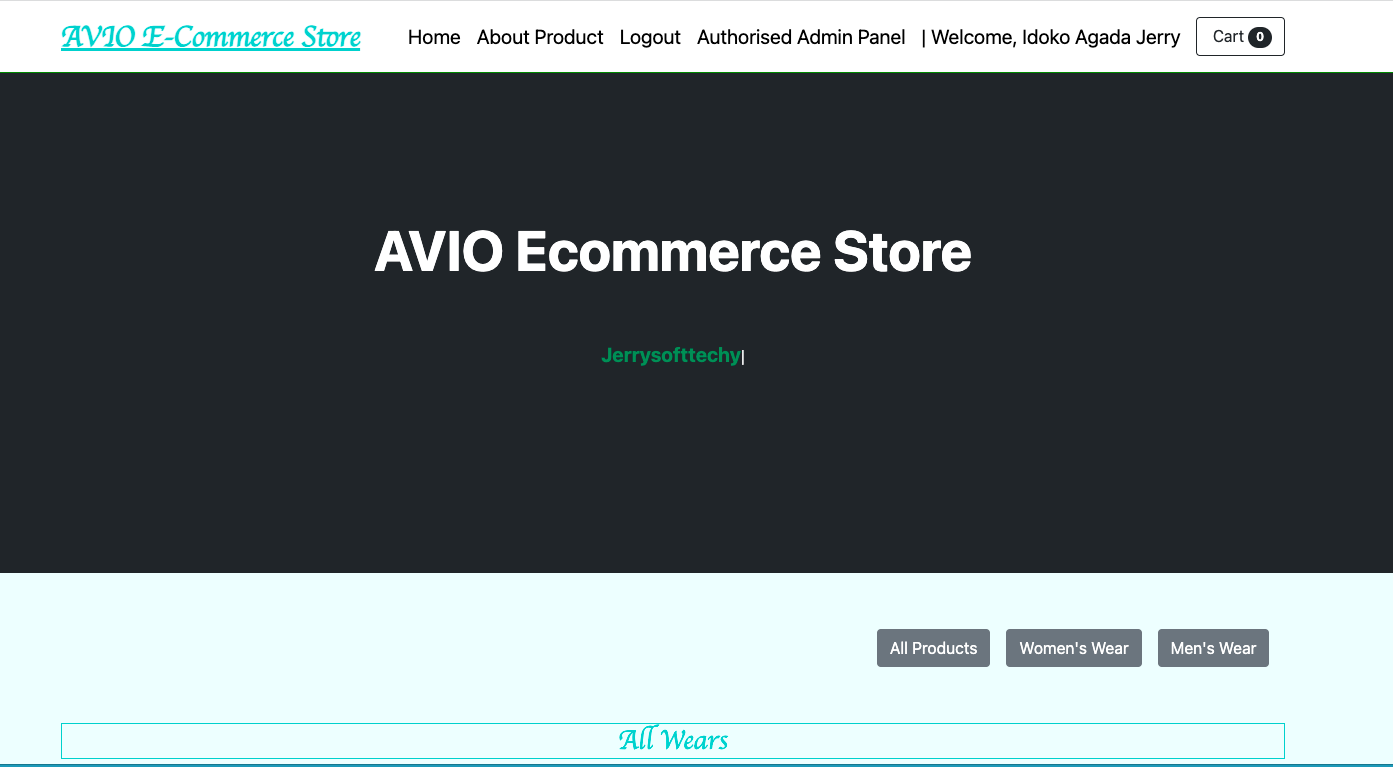 AVIO E-Commerce Store Home About Product Logout Authorised Admin Panel | Welcome, Idoko Agada Jerry Cart 0
AVIO Ecommerce Store
Jerrysofttechy|
All Products Women's Wear Men's Wear
All Wears